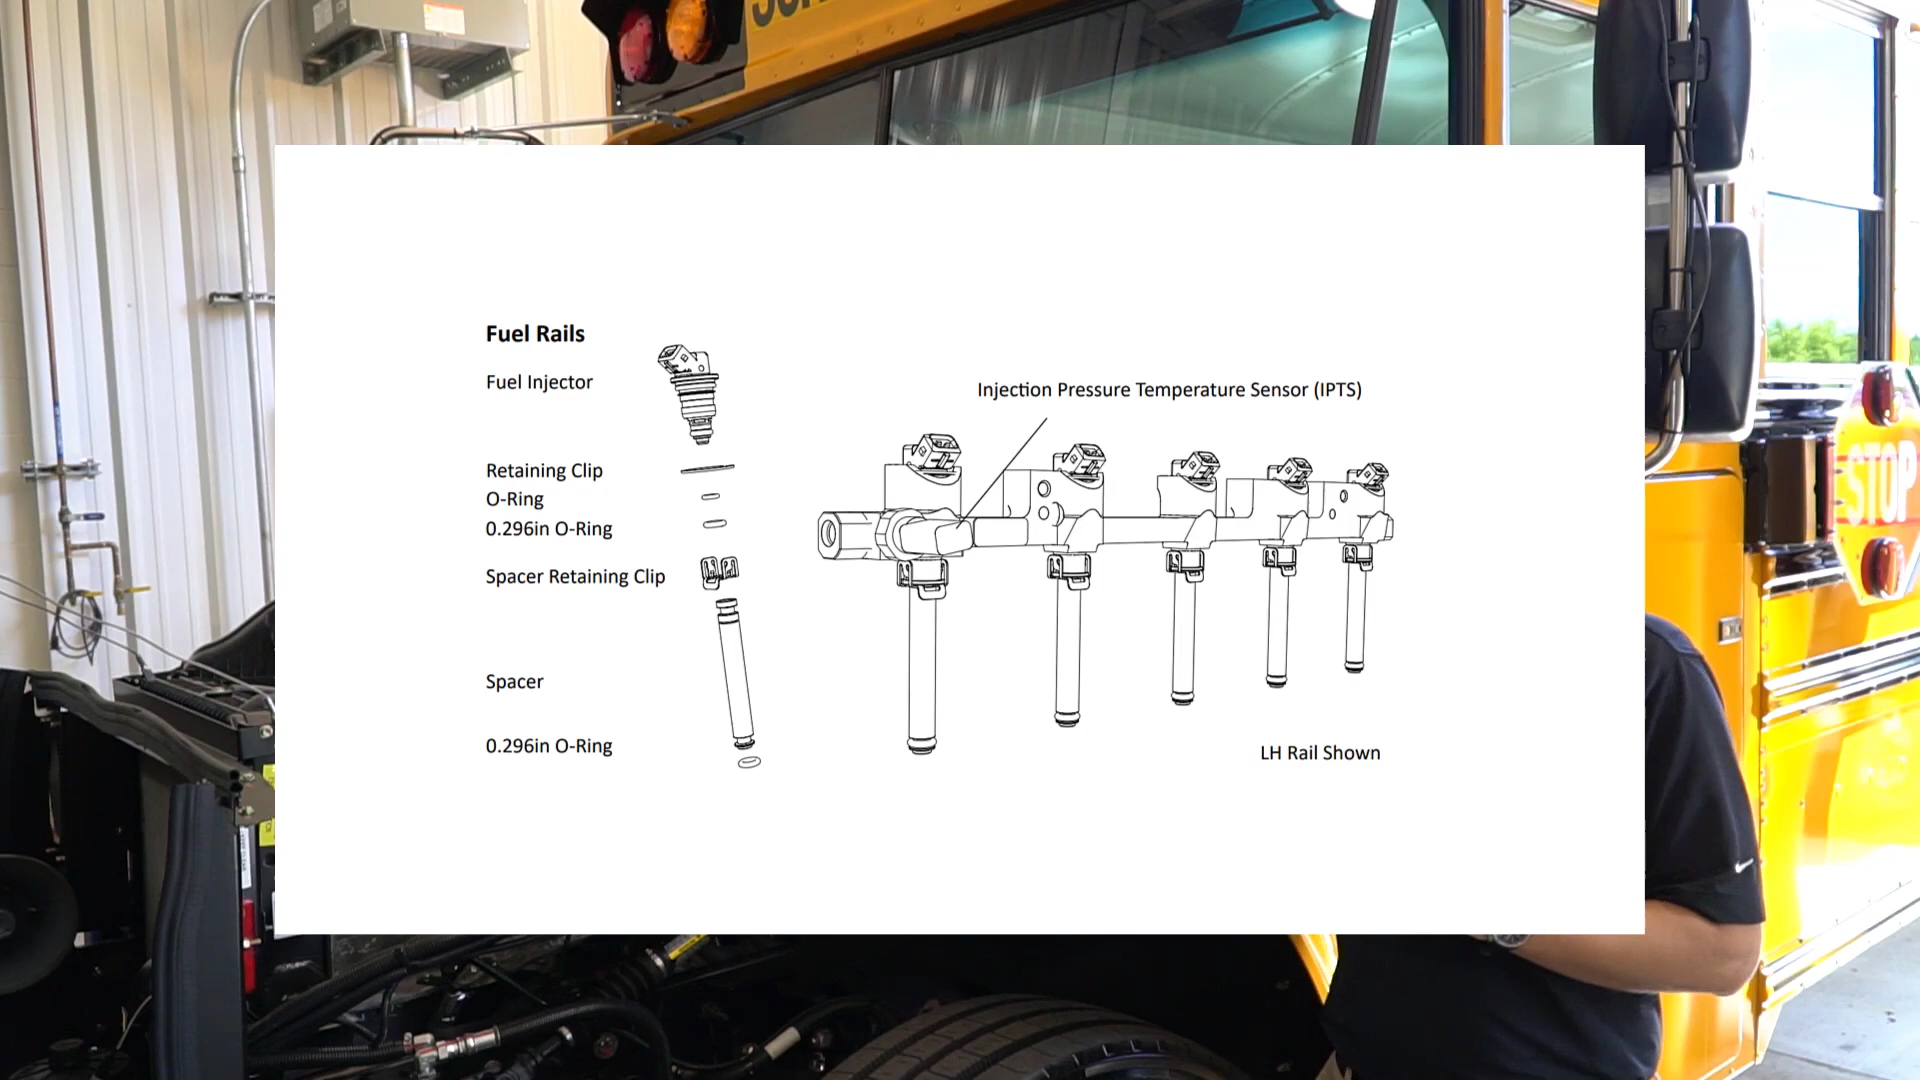 Fuel Rails
Fuel Injector
Injection Pressure Temperature Sensor (IPTS)
Retaining Clip
O-Ring
0.296in O-Ring
Spacer Retaining Clip
Spacer
0.296in O-Ring
LH Rail Shown
STOP